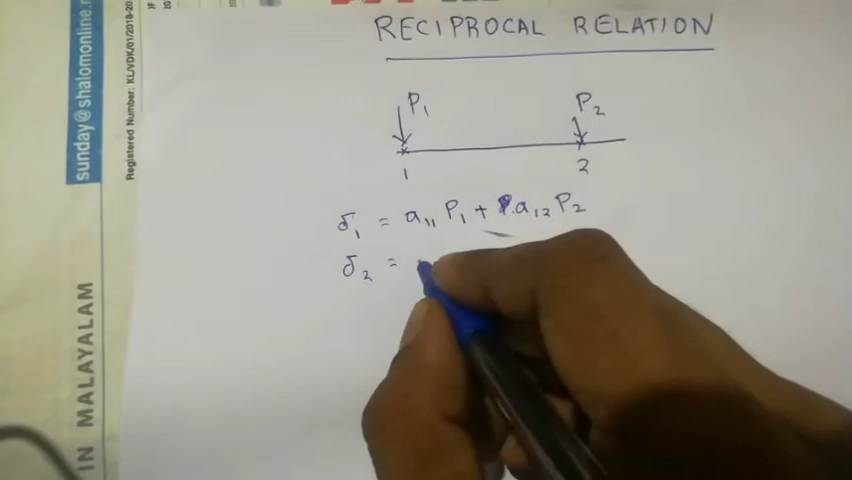 RECIPROCAL RELATION
P1 P2
1 2
δ1 = a11 P1 + a12 P2
δ2 =
sunday@shalomonline.
Registered Number: KL/VDK/01/2018-20
IN MALAYALAM